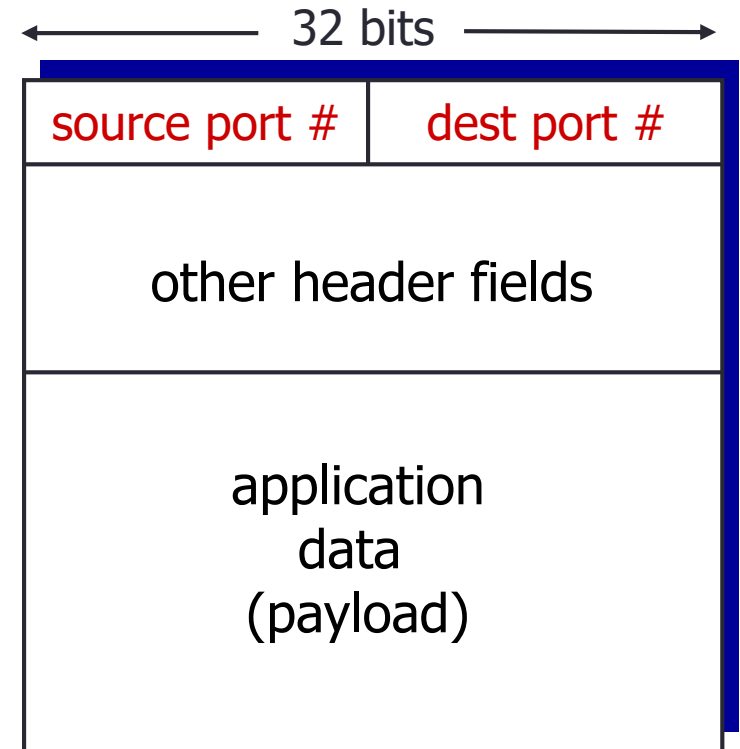 32 bits
source port # dest port #
other header fields
application
data
(payload)